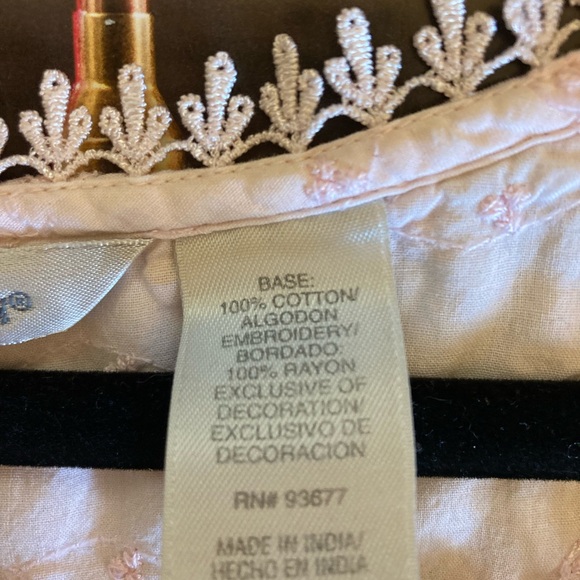 BASE:
100% COTTON/
ALGODON
EMBROIDERY/
BORDADO:
100% RAYON
EXCLUSIVE OF
DECORATION/
EXCLUSIVO DE
DECORACION
RN# 93677
MADE IN INDIA/
HECHO EN INDIA